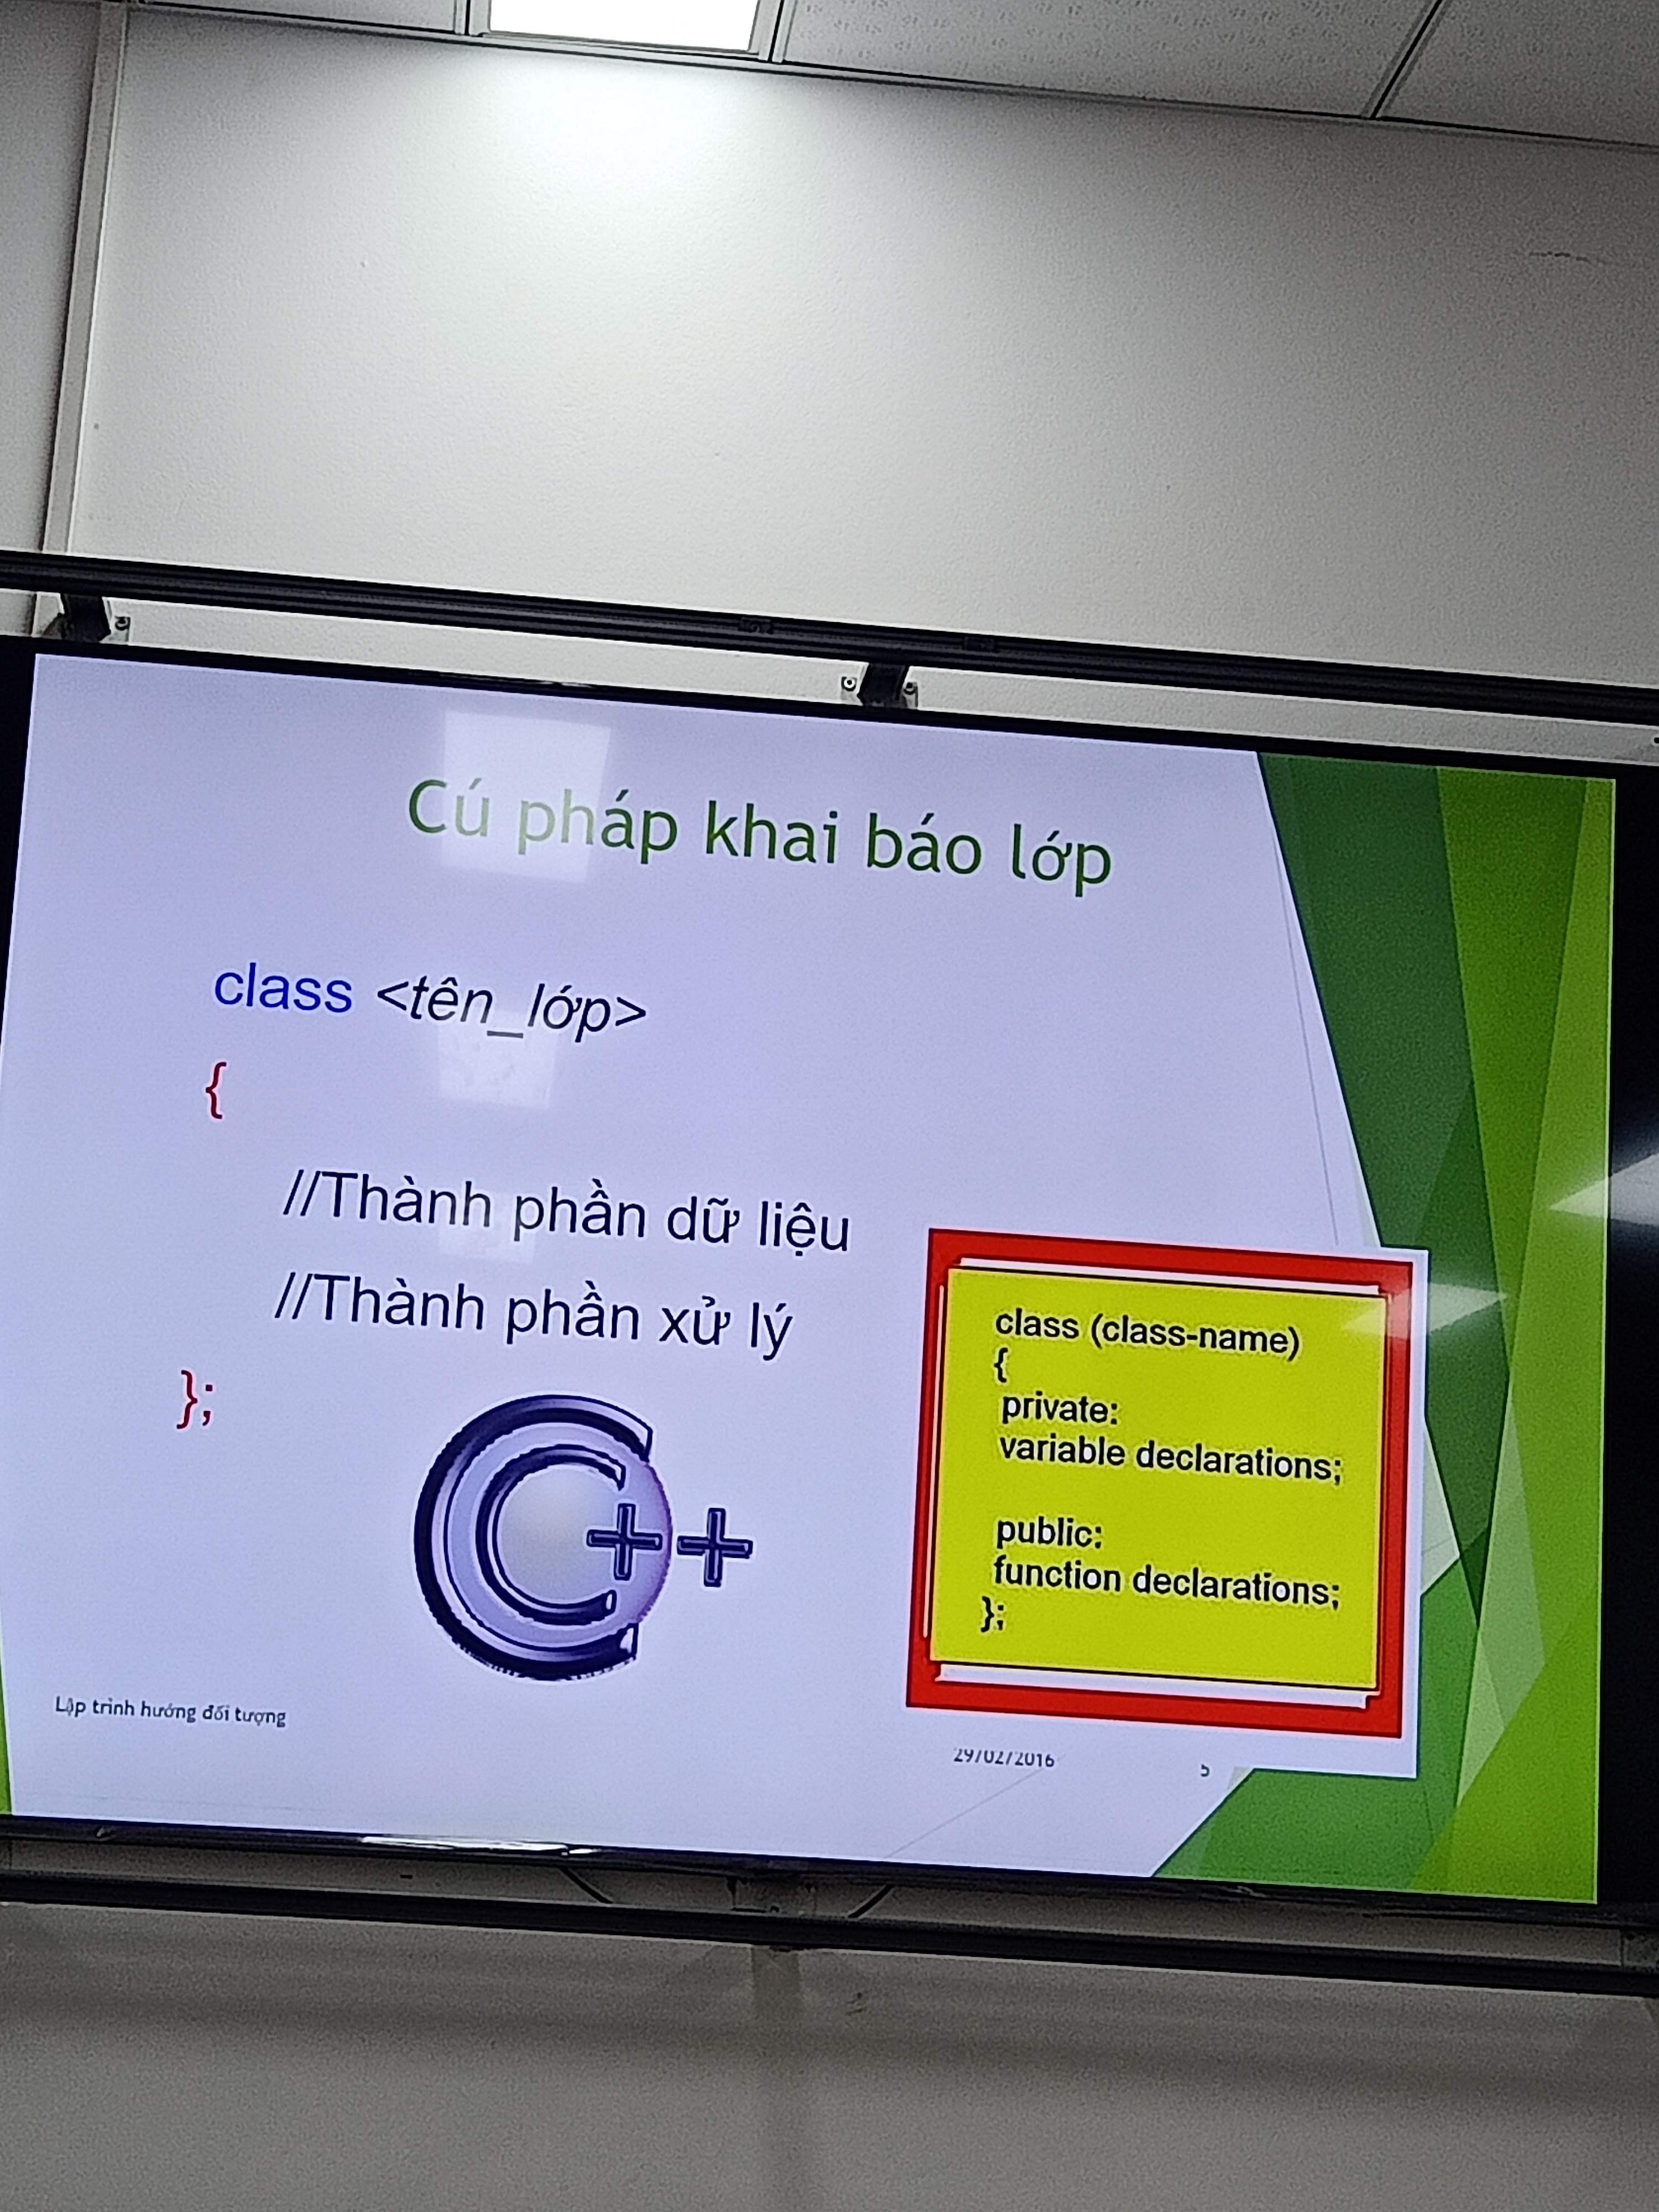 Cú pháp khai báo lớp
class <tên_lớp>
{
//Thành phần dữ liệu
//Thành phần xử lý
};
C++
class (class-name)
{
private:
variable declarations;
public:
function declarations;
};
Lập trình hướng đối tượng
29/02/2016
5